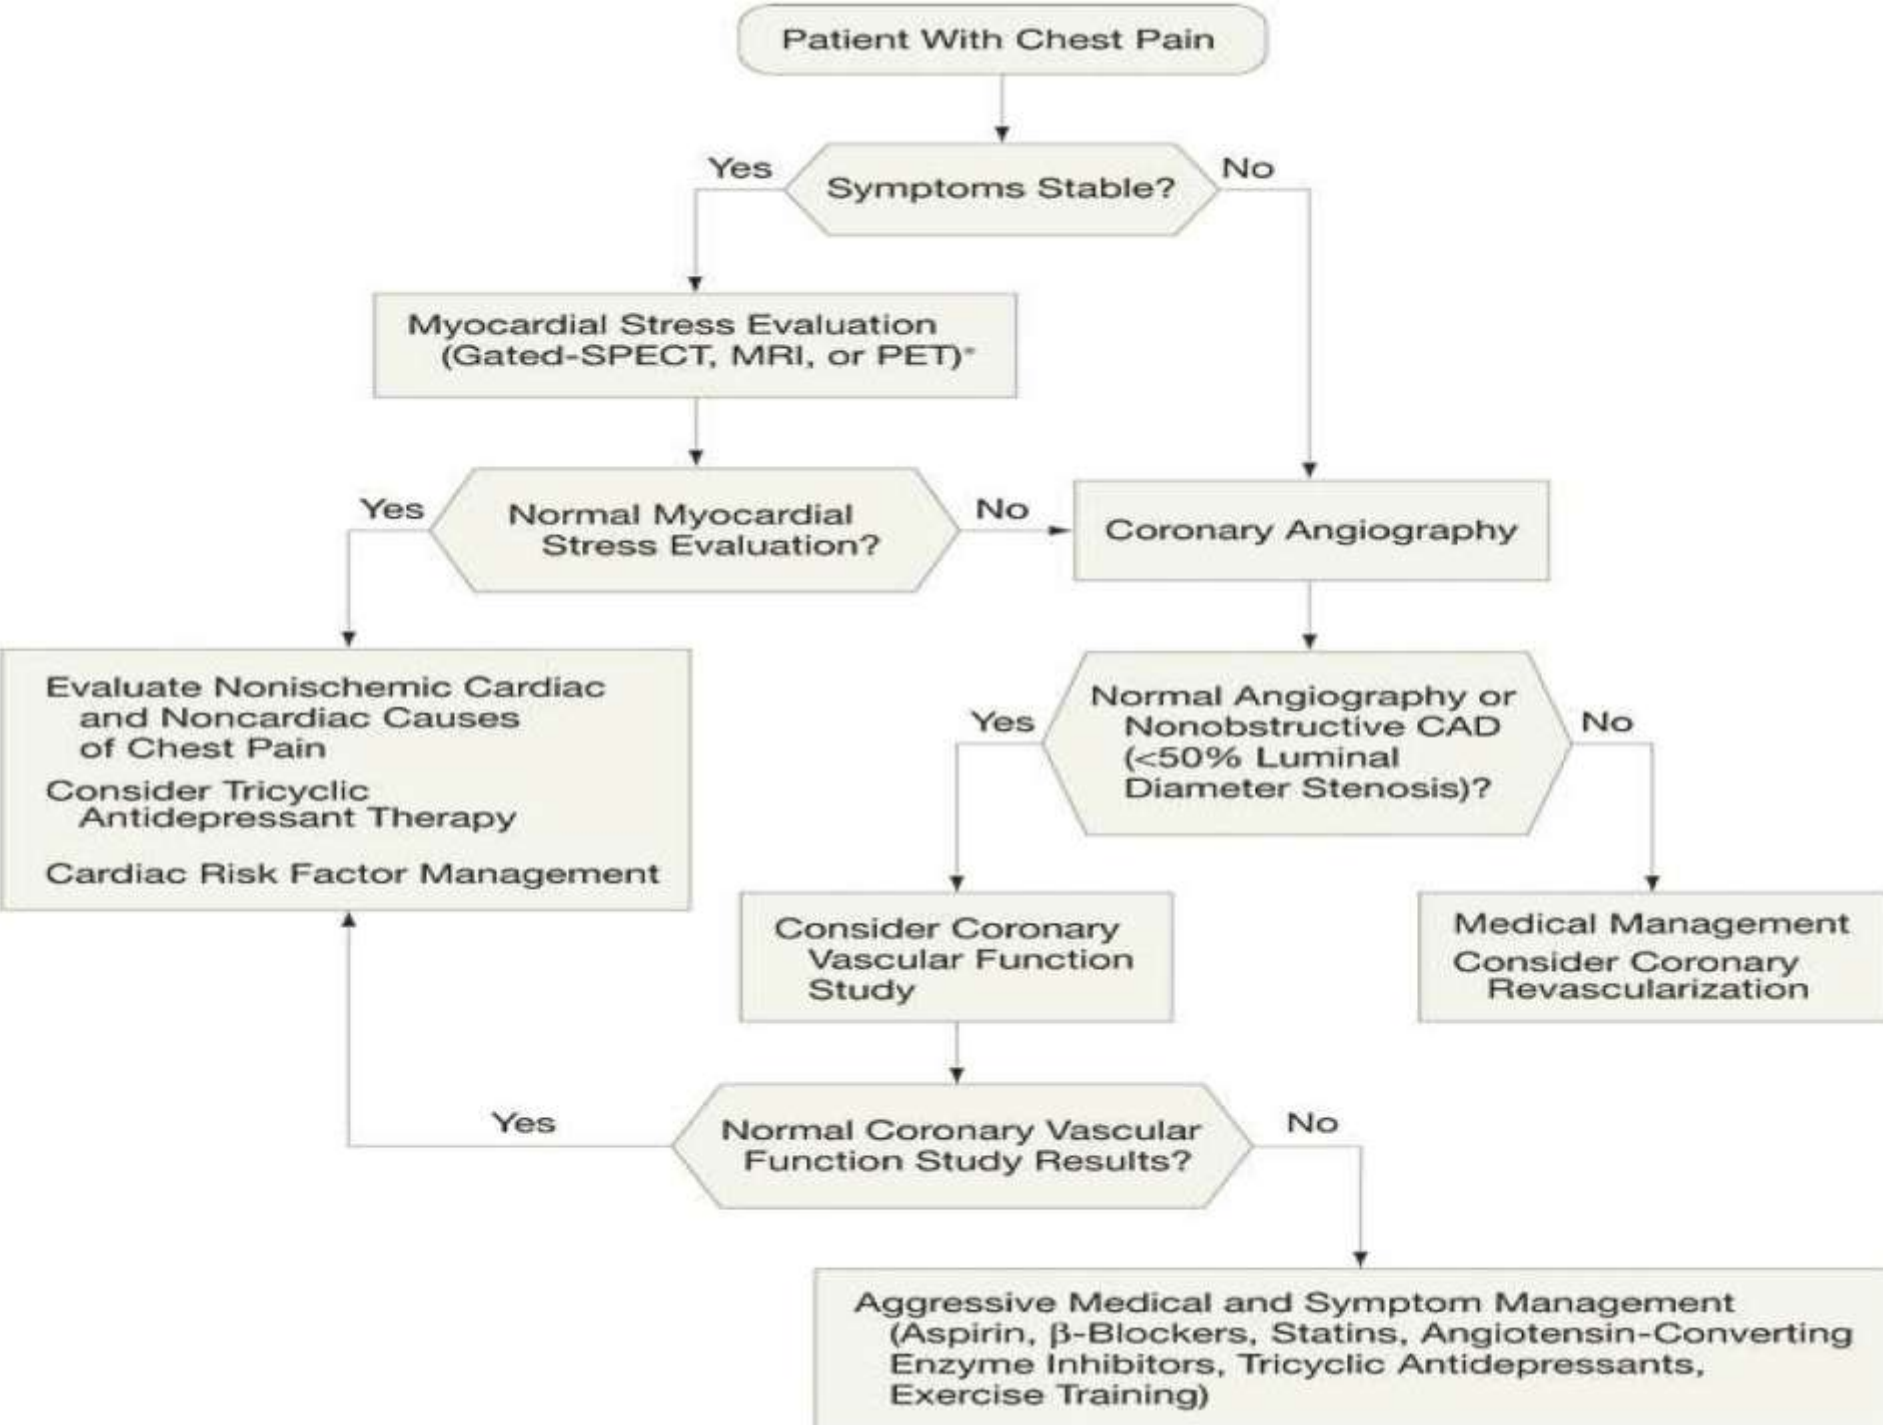 Patient With Chest Pain
Yes
Symptoms Stable?
No
Myocardial Stress Evaluation
(Gated-SPECT, MRI, or PET)*
Yes
Normal Myocardial
Stress Evaluation?
No
Coronary Angiography
Evaluate Nonischemic Cardiac
and Noncardiac Causes
of Chest Pain
Consider Tricyclic
Antidepressant Therapy
Cardiac Risk Factor Management
Yes
Normal Angiography or
Nonobstructive CAD
(<50% Luminal
Diameter Stenosis)?
No
Consider Coronary
Vascular Function
Study
Medical Management
Consider Coronary
Revascularization
Yes
Normal Coronary Vascular
Function Study Results?
No
Aggressive Medical and Symptom Management
(Aspirin, β-Blockers, Statins, Angiotensin-Converting
Enzyme Inhibitors, Tricyclic Antidepressants,
Exercise Training)